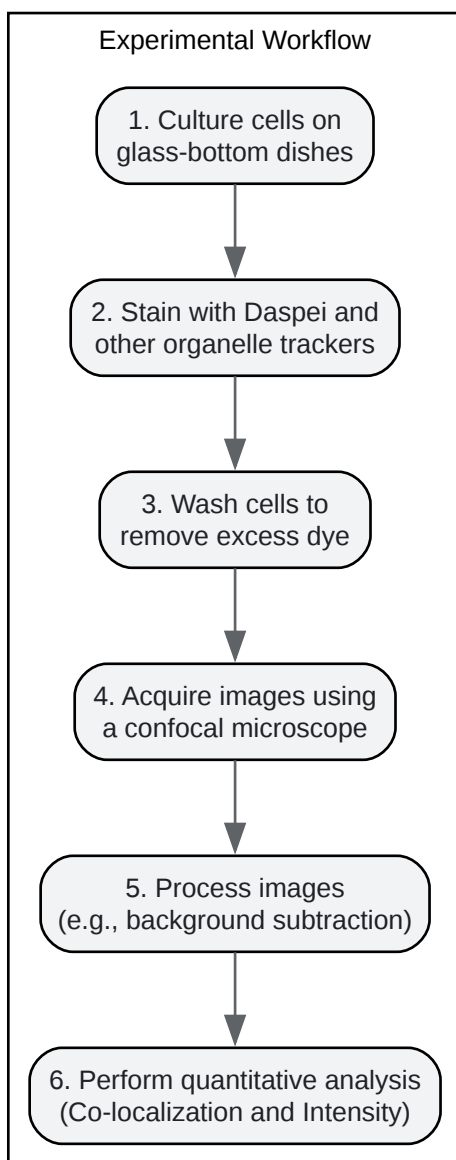 Experimental Workflow
1. Culture cells on
glass-bottom dishes
2. Stain with Daspei and
other organelle trackers
3. Wash cells to
remove excess dye
4. Acquire images using
a confocal microscope
5. Process images
(e.g., background subtraction)
6. Perform quantitative analysis
(Co-localization and Intensity)